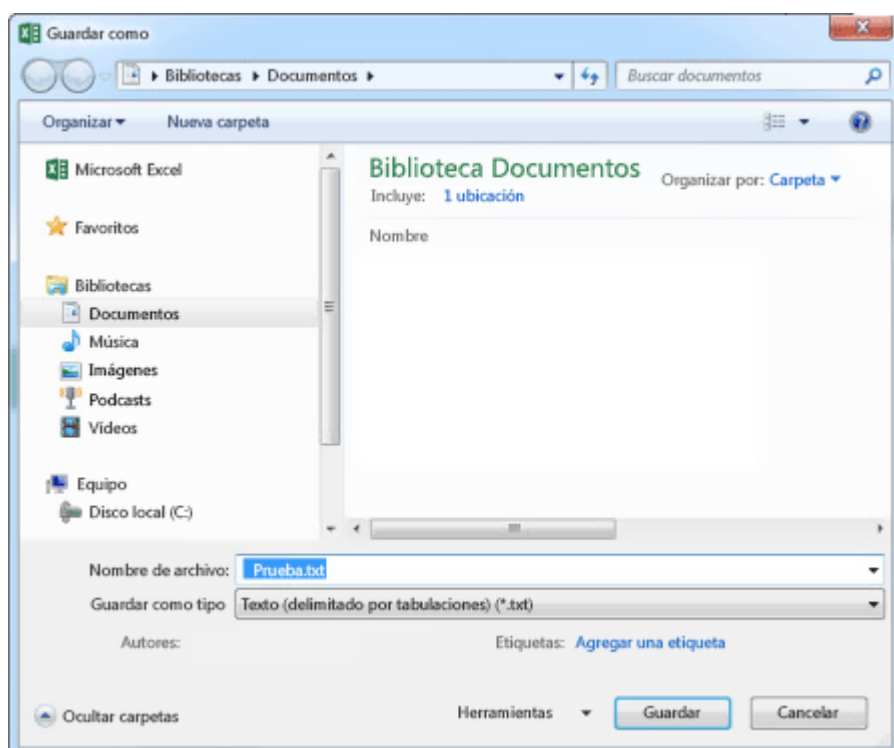 Guardar como
Bibliotecas Documentos Buscar documentos
Organizar Nueva carpeta
Microsoft Excel
Favoritos
Bibliotecas
Documentos
Música
Imágenes
Podcasts
Vídeos
Equipo
Disco local (C:)
Biblioteca Documentos
Incluye: 1 ubicación
Organizar por: Carpeta
Nombre
Nombre de archivo: Prueba.txt
Guardar como tipo Texto (delimitado por tabulaciones) (*.txt)
Autores: Etiquetas: Agregar una etiqueta
Ocultar carpetas Herramientas Guardar Cancelar